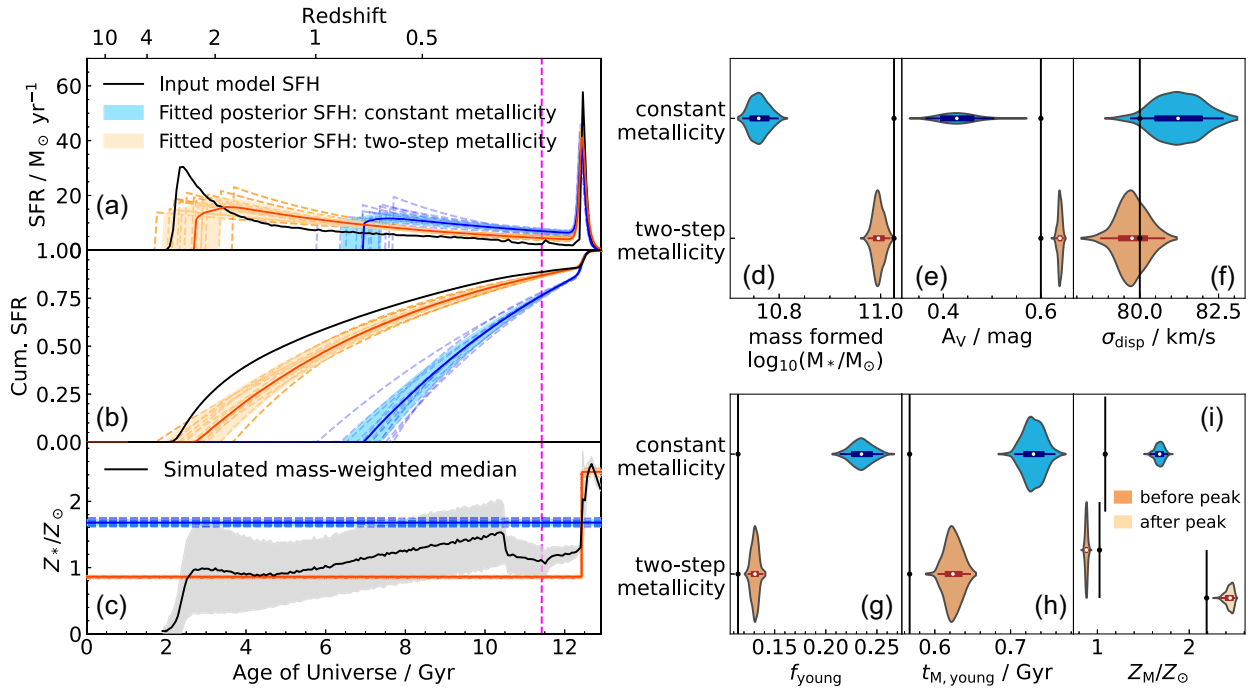 Redshift
10 4 2 1 0.5
SFR / M⊙ yr⁻¹
60
40
20
1.00
Input model SFH
Fitted posterior SFH: constant metallicity
Fitted posterior SFH: two-step metallicity
(a)
Cum. SFR
1.00
0.75
0.50
0.25
0.00
(b)
Z*/Z⊙
2
1
0
Simulated mass-weighted median
(c)
0 2 4 6 8 10 12
Age of Universe / Gyr
constant
metallicity
two-step
metallicity
(d) (e) (f)
10.8 11.0 0.4 0.6 80.0 82.5
mass formed
log₁₀(M*/M⊙)
A_V / mag
σ_disp / km/s
constant
metallicity
two-step
metallicity
(i)
before peak
after peak
(g) (h)
0.15 0.20 0.25 0.6 0.7 1 2
f_young
t_M, young / Gyr
Z_M/Z⊙